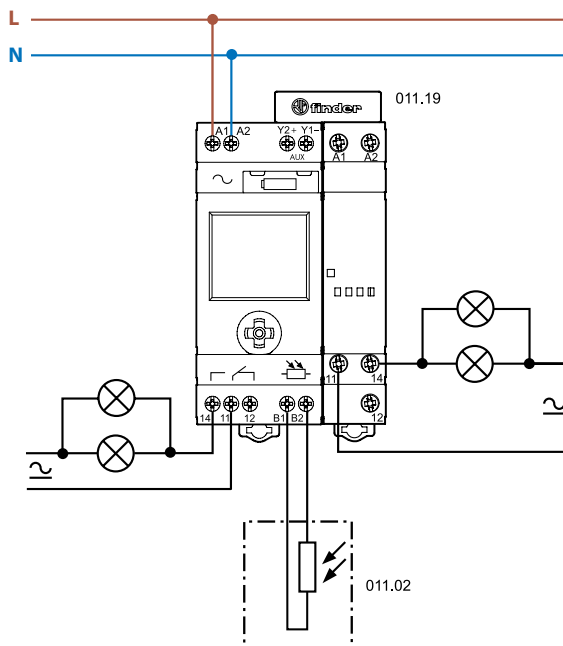 L
N
finder
011.19
A1 A2 Y2+ Y1–
AUX
A1 A2
11 14
14 11 12 B1 B2
12
011.02